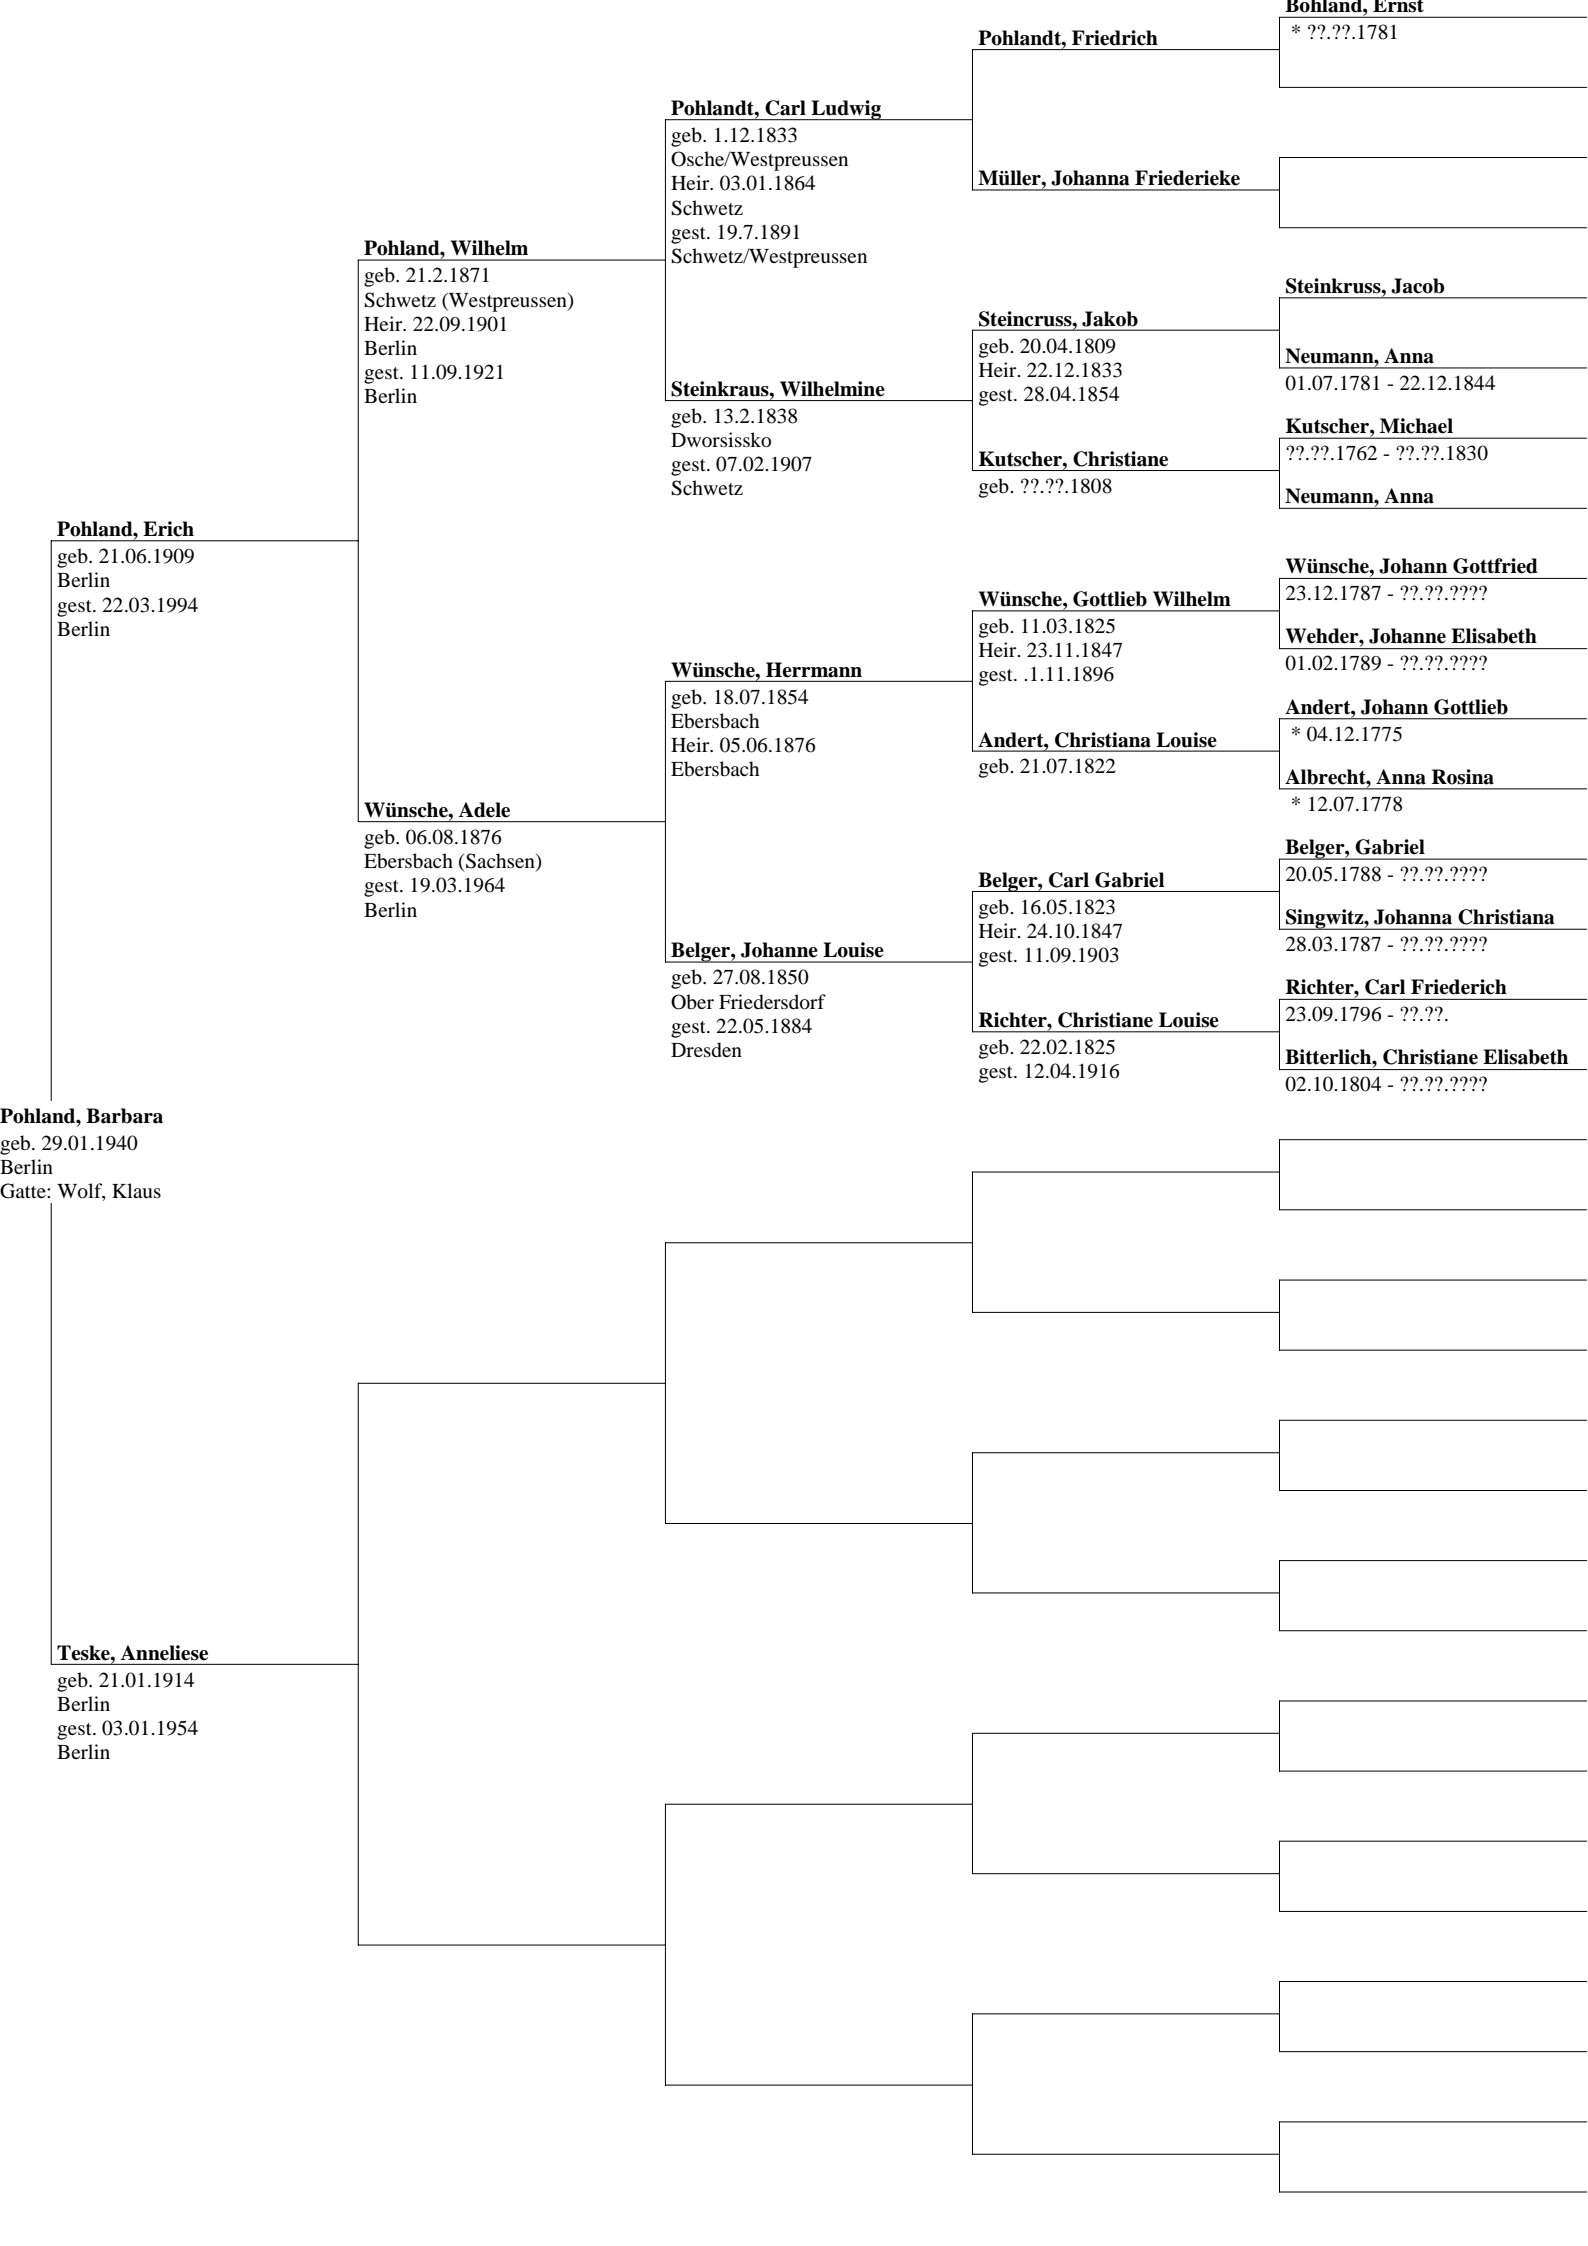 Bohland, Ernst
* ??.??.1781
Pohlandt, Friedrich
Pohlandt, Carl Ludwig
geb. 1.12.1833
Osche/Westpreussen
Heir. 03.01.1864
Schwetz
gest. 19.7.1891
Schwetz/Westpreussen
Müller, Johanna Friederieke
Pohland, Wilhelm
geb. 21.2.1871
Schwetz (Westpreussen)
Heir. 22.09.1901
Berlin
gest. 11.09.1921
Berlin
Steinkruss, Jacob
Steincruss, Jakob
geb. 20.04.1809
Heir. 22.12.1833
gest. 28.04.1854
Neumann, Anna
01.07.1781 - 22.12.1844
Steinkraus, Wilhelmine
geb. 13.2.1838
Dworsissko
gest. 07.02.1907
Schwetz
Kutscher, Michael
??.??.1762 - ??.??.1830
Kutscher, Christiane
geb. ??.??.1808
Neumann, Anna
Pohland, Erich
geb. 21.06.1909
Berlin
gest. 22.03.1994
Berlin
Wünsche, Johann Gottfried
23.12.1787 - ??.??.????
Wünsche, Gottlieb Wilhelm
geb. 11.03.1825
Heir. 23.11.1847
gest. .1.11.1896
Wehder, Johanne Elisabeth
01.02.1789 - ??.??.????
Wünsche, Herrmann
geb. 18.07.1854
Ebersbach
Heir. 05.06.1876
Ebersbach
Andert, Johann Gottlieb
* 04.12.1775
Andert, Christiana Louise
geb. 21.07.1822
Albrecht, Anna Rosina
* 12.07.1778
Wünsche, Adele
geb. 06.08.1876
Ebersbach (Sachsen)
gest. 19.03.1964
Berlin
Belger, Gabriel
20.05.1788 - ??.??.????
Belger, Carl Gabriel
geb. 16.05.1823
Heir. 24.10.1847
gest. 11.09.1903
Singwitz, Johanna Christiana
28.03.1787 - ??.??.????
Belger, Johanne Louise
geb. 27.08.1850
Ober Friedersdorf
gest. 22.05.1884
Dresden
Richter, Carl Friederich
23.09.1796 - ??.??.
Richter, Christiane Louise
geb. 22.02.1825
gest. 12.04.1916
Bitterlich, Christiane Elisabeth
02.10.1804 - ??.??.????
Pohland, Barbara
geb. 29.01.1940
Berlin
Gatte: Wolf, Klaus
Teske, Anneliese
geb. 21.01.1914
Berlin
gest. 03.01.1954
Berlin